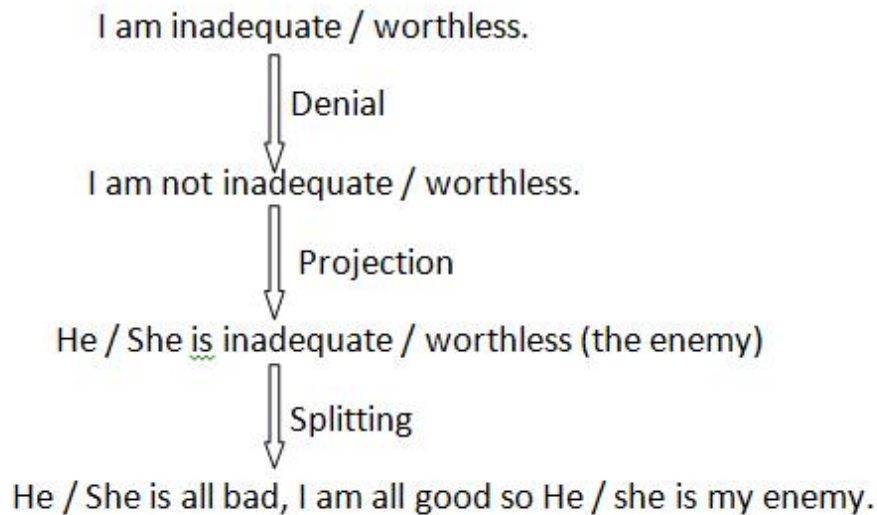 I am inadequate / worthless.
Denial
I am not inadequate / worthless.
Projection
He / She is inadequate / worthless (the enemy)
Splitting
He / She is all bad, I am all good so He / she is my enemy.